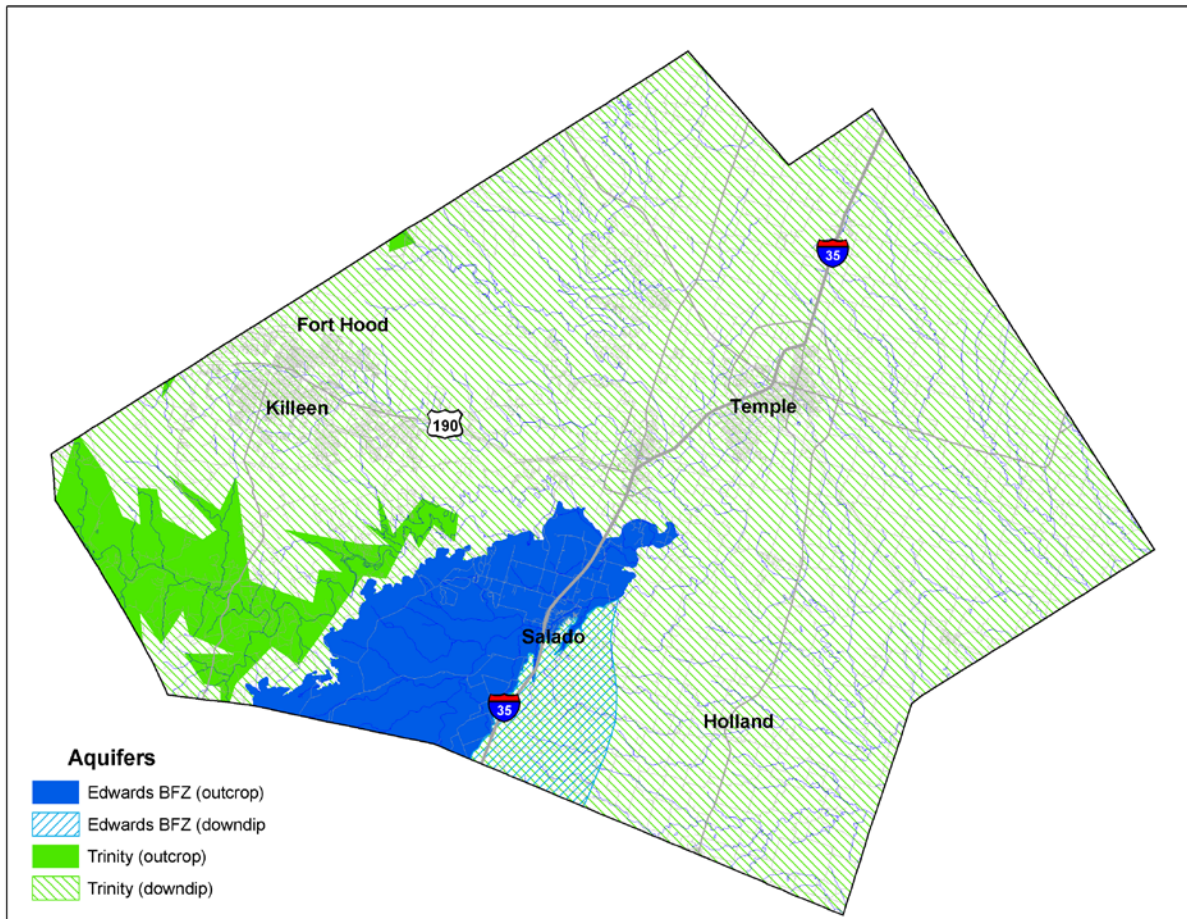 35
Fort Hood
Killeen
190
Temple
Salado
35
Holland
Aquifers
Edwards BFZ (outcrop)
Edwards BFZ (downdip
Trinity (outcrop)
Trinity (downdip)